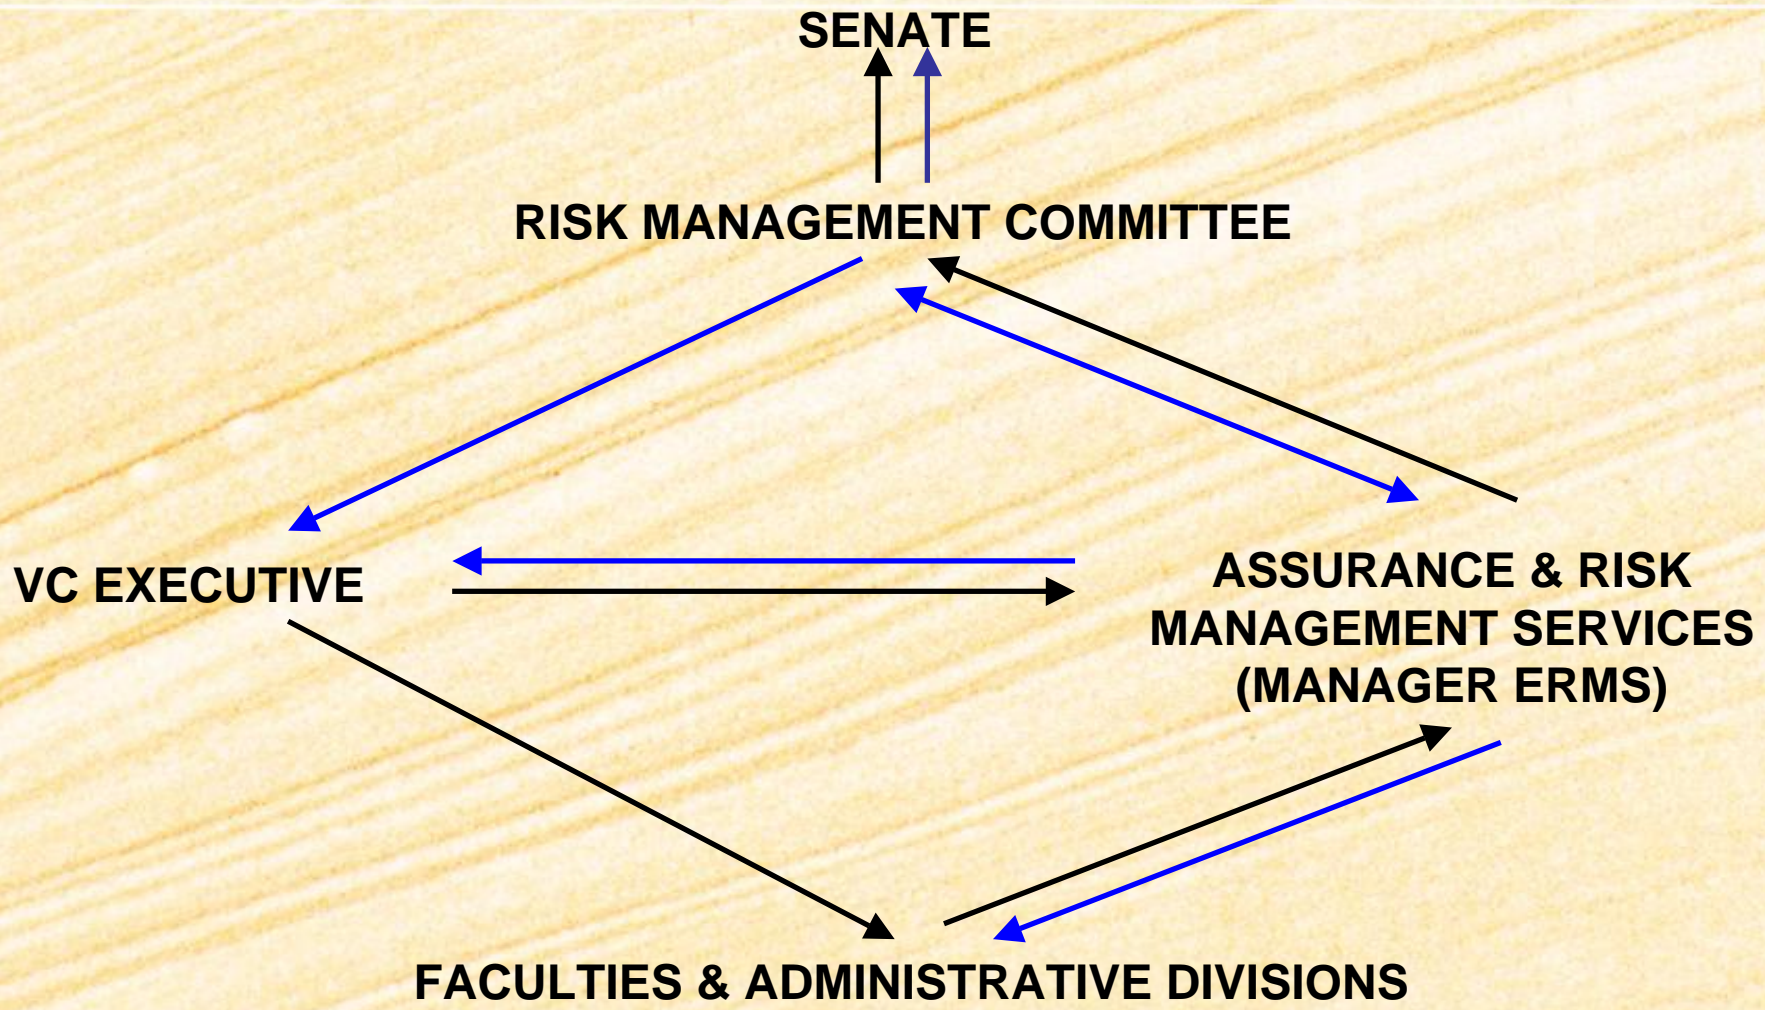 SENATE
RISK MANAGEMENT COMMITTEE
VC EXECUTIVE
ASSURANCE & RISK
MANAGEMENT SERVICES
(MANAGER ERMS)
FACULTIES & ADMINISTRATIVE DIVISIONS